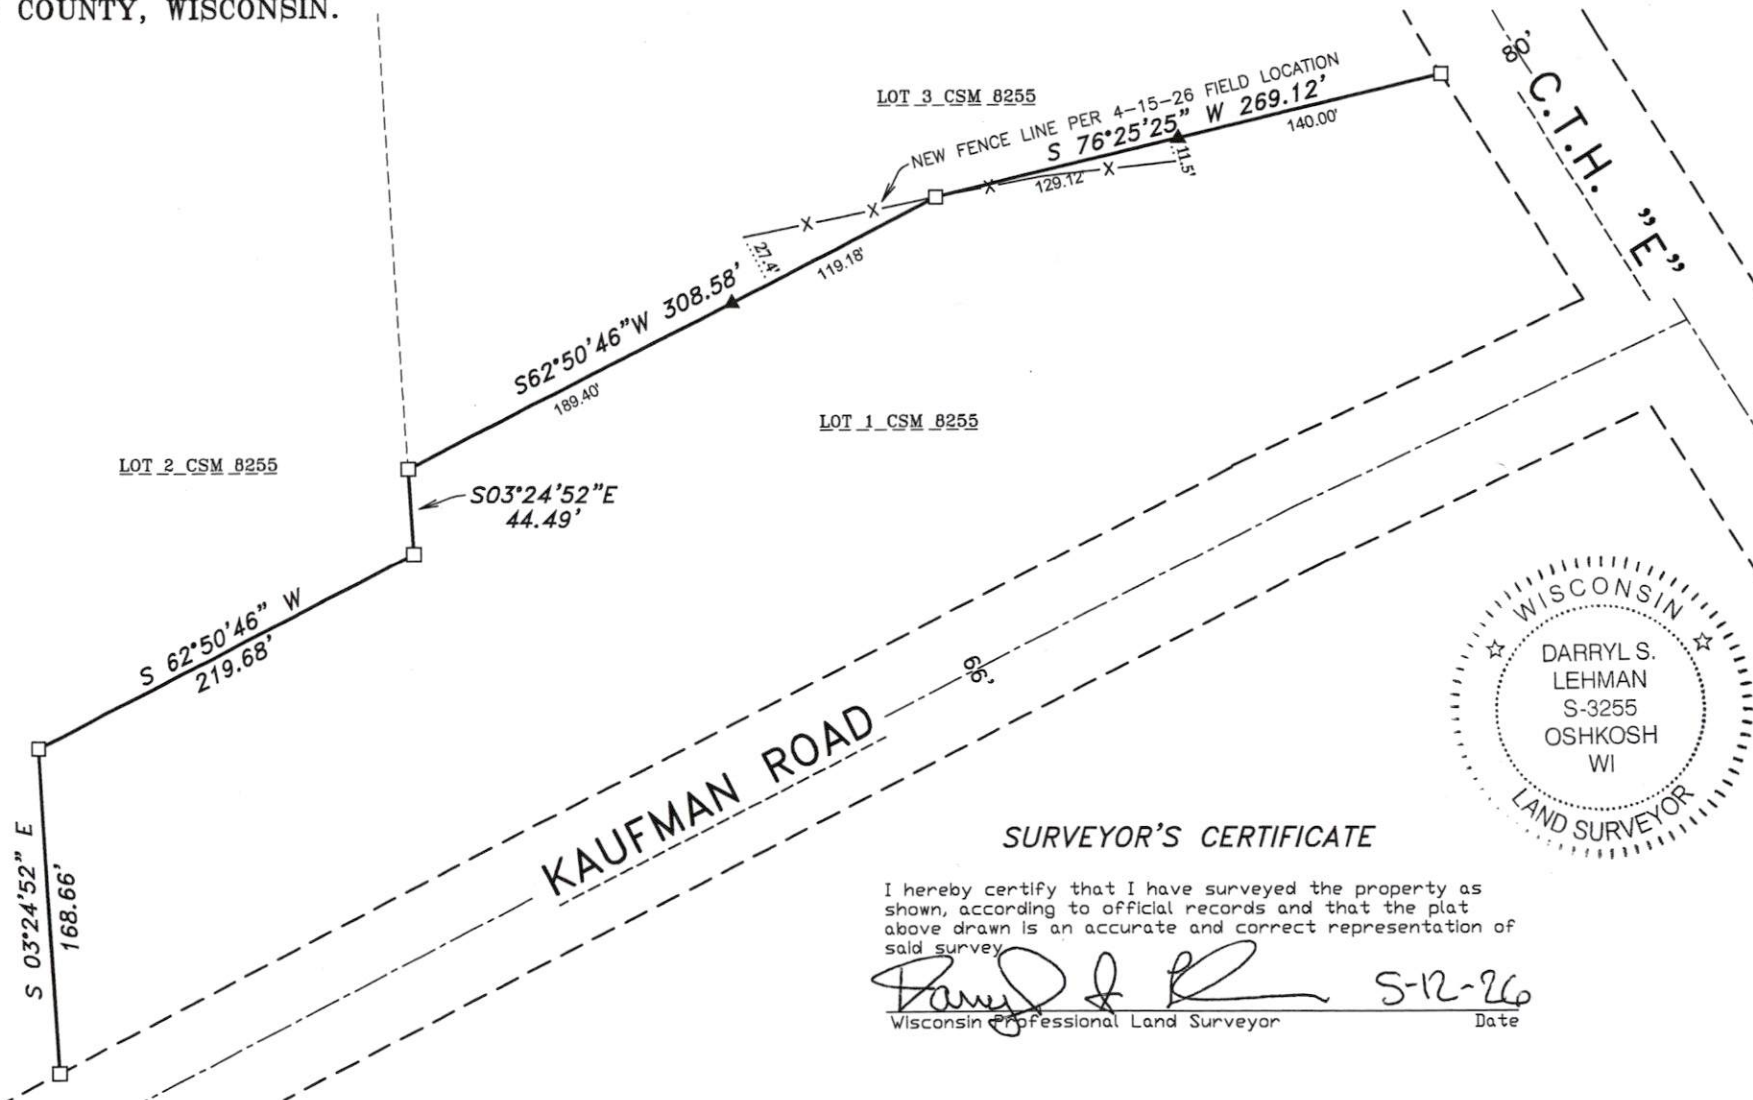 COUNTY, WISCONSIN.
LOT 3 CSM 8255
NEW FENCE LINE PER 4-15-26 FIELD LOCATION
S 76°25'25" W 269.12'
140.00'
129.12'
11.5'
80'
C.T.H. "E"
27.4'
119.18'
S62°50'46"W 308.58'
189.40'
LOT 1 CSM 8255
LOT 2 CSM 8255
S03°24'52"E
44.49'
S 62°50'46" W
219.68'
S 03°24'52" E
168.66'
66'
KAUFMAN ROAD
WISCONSIN
DARRYL S.
LEHMAN
S-3255
OSHKOSH
WI
LAND SURVEYOR
SURVEYOR'S CERTIFICATE
I hereby certify that I have surveyed the property as
shown, according to official records and that the plat
above drawn is an accurate and correct representation of
said survey
5-12-26
Wisconsin Professional Land Surveyor
Date